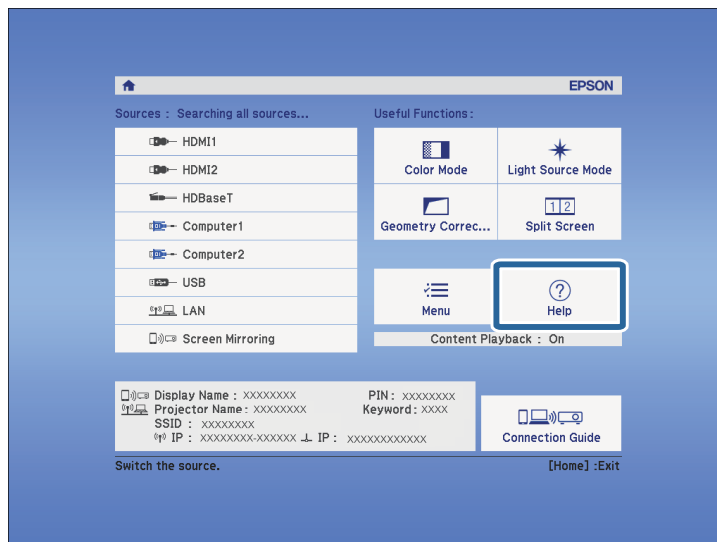 EPSON
Sources : Searching all sources...
HDMI1
HDMI2
HDBaseT
Computer1
Computer2
USB
LAN
Screen Mirroring
Useful Functions:
Color Mode
Light Source Mode
Geometry Correc...
1 2
Split Screen
Menu
? 
Help
Content Playback : On
Display Name : XXXXXXXX PIN : XXXXXXXX
Projector Name : XXXXXXXX Keyword : XXXX
SSID : XXXXXXXX
IP : XXXXXXXX-XXXXXX IP : XXXXXXXXXXXX
Connection Guide
Switch the source. [Home] :Exit